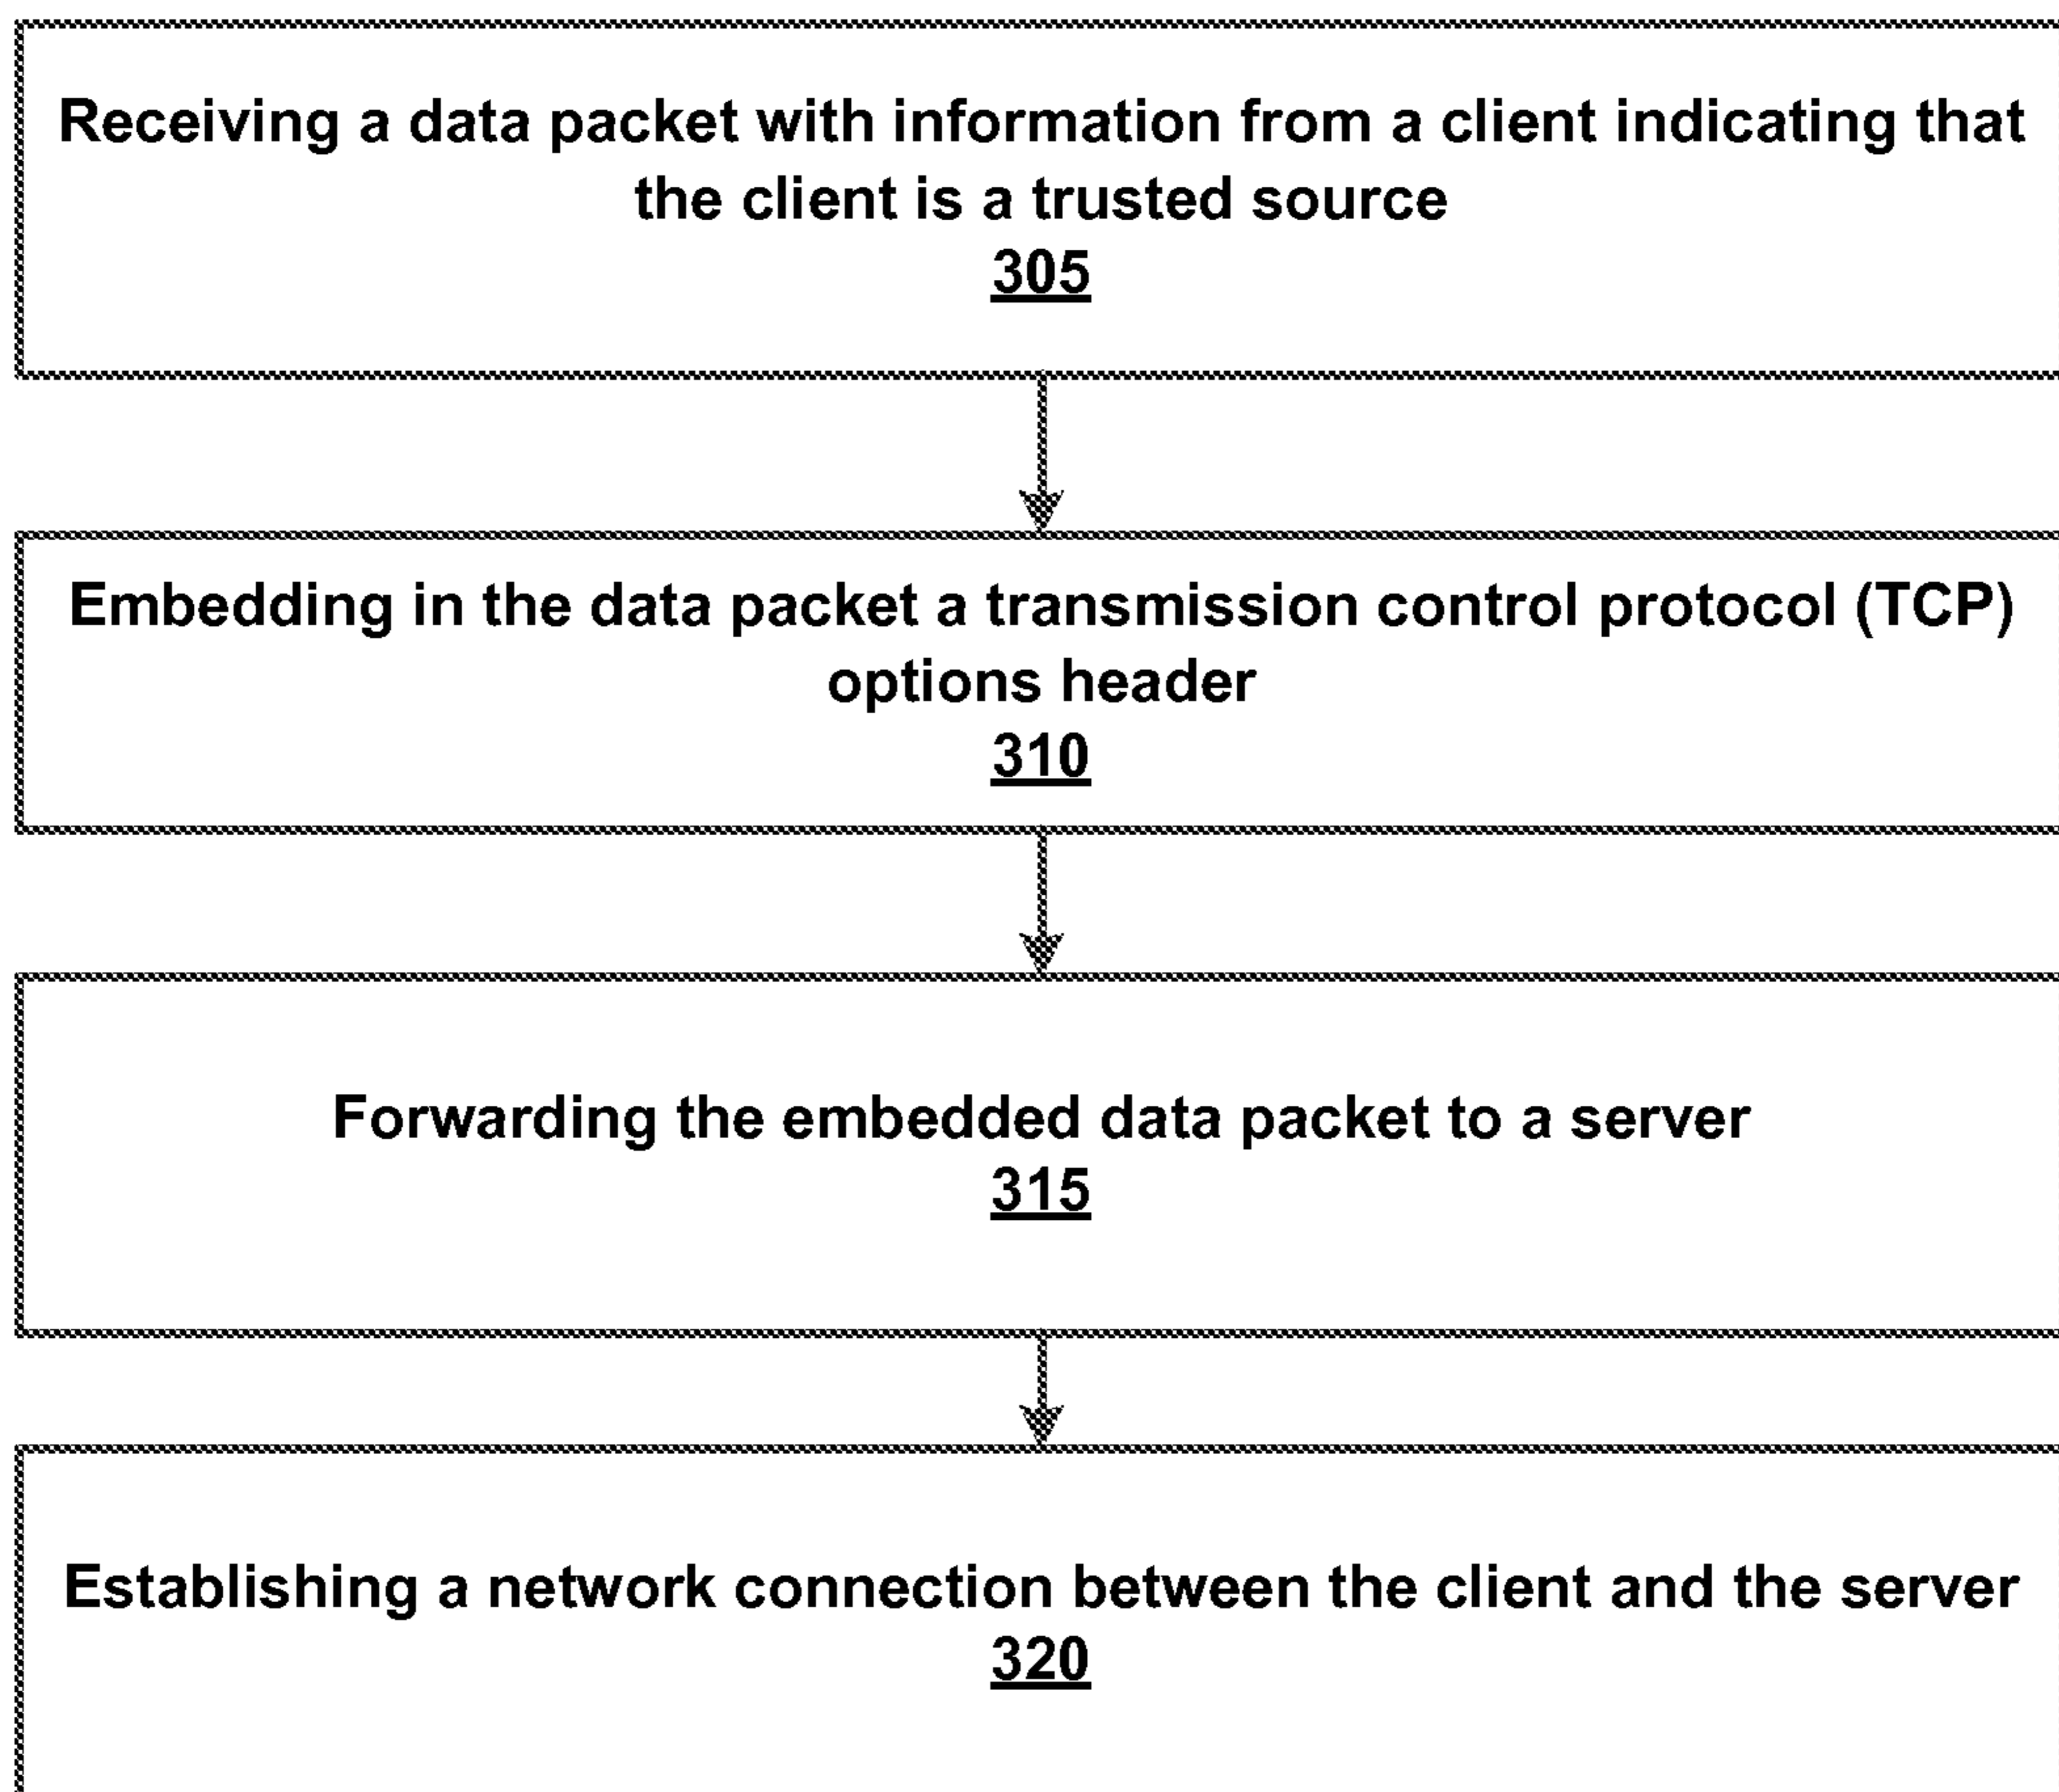 Receiving a data packet with information from a client indicating that
the client is a trusted source
305
Embedding in the data packet a transmission control protocol (TCP)
options header
310
Forwarding the embedded data packet to a server
315
Establishing a network connection between the client and the server
320